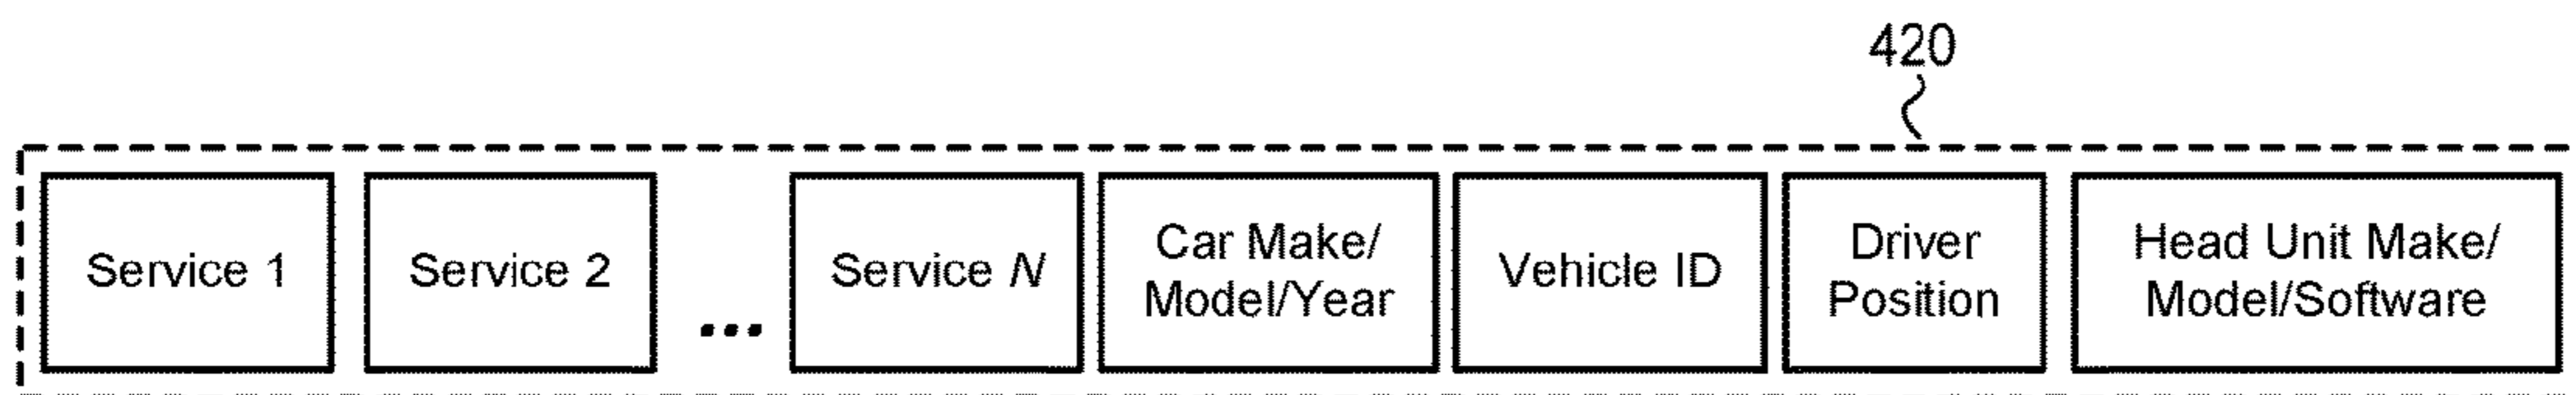 420
Service 1
Service 2
...
Service N
Car Make/
Model/Year
Vehicle ID
Driver
Position
Head Unit Make/
Model/Software